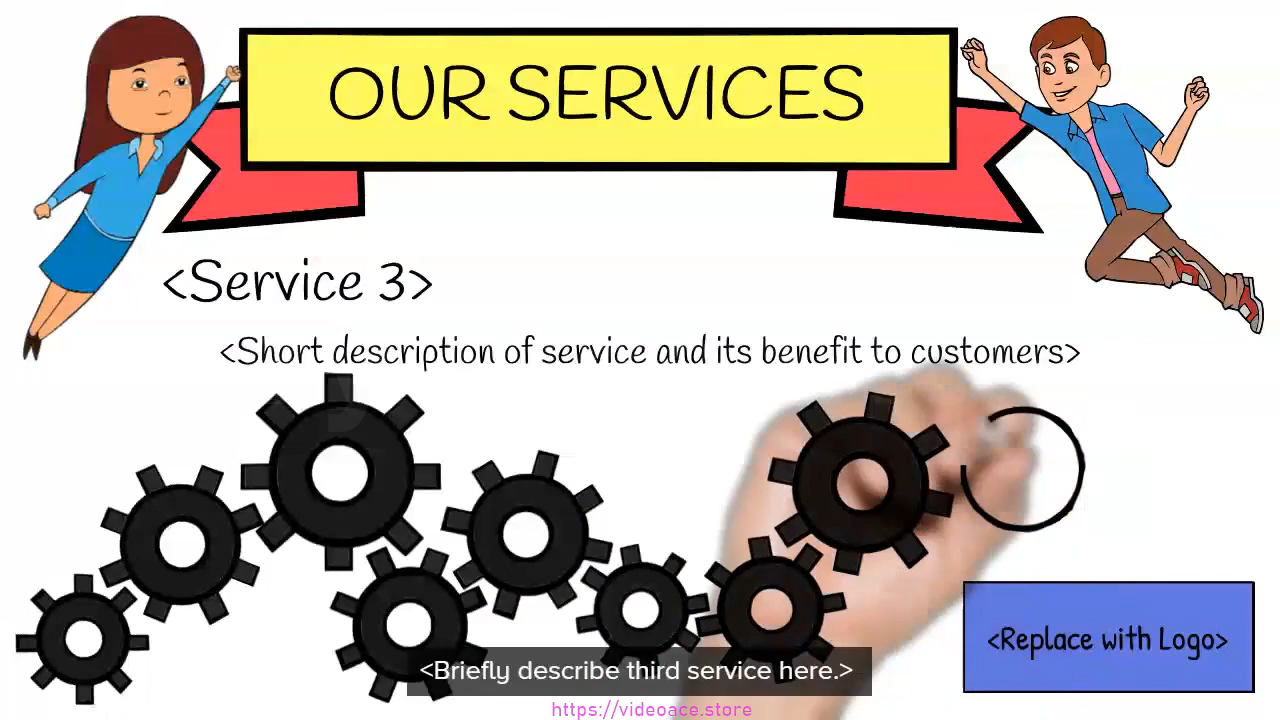 OUR SERVICES
<Service 3>
<Short description of service and its benefit to customers>
<Replace with Logo>
<Briefly describe third service here.>
https://videoace.store